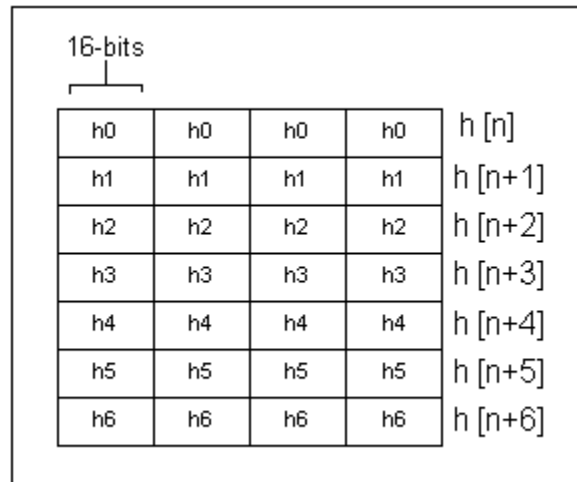 16-bits
h0 h0 h0 h0 h [n]
h1 h1 h1 h1 h [n+1]
h2 h2 h2 h2 h [n+2]
h3 h3 h3 h3 h [n+3]
h4 h4 h4 h4 h [n+4]
h5 h5 h5 h5 h [n+5]
h6 h6 h6 h6 h [n+6]